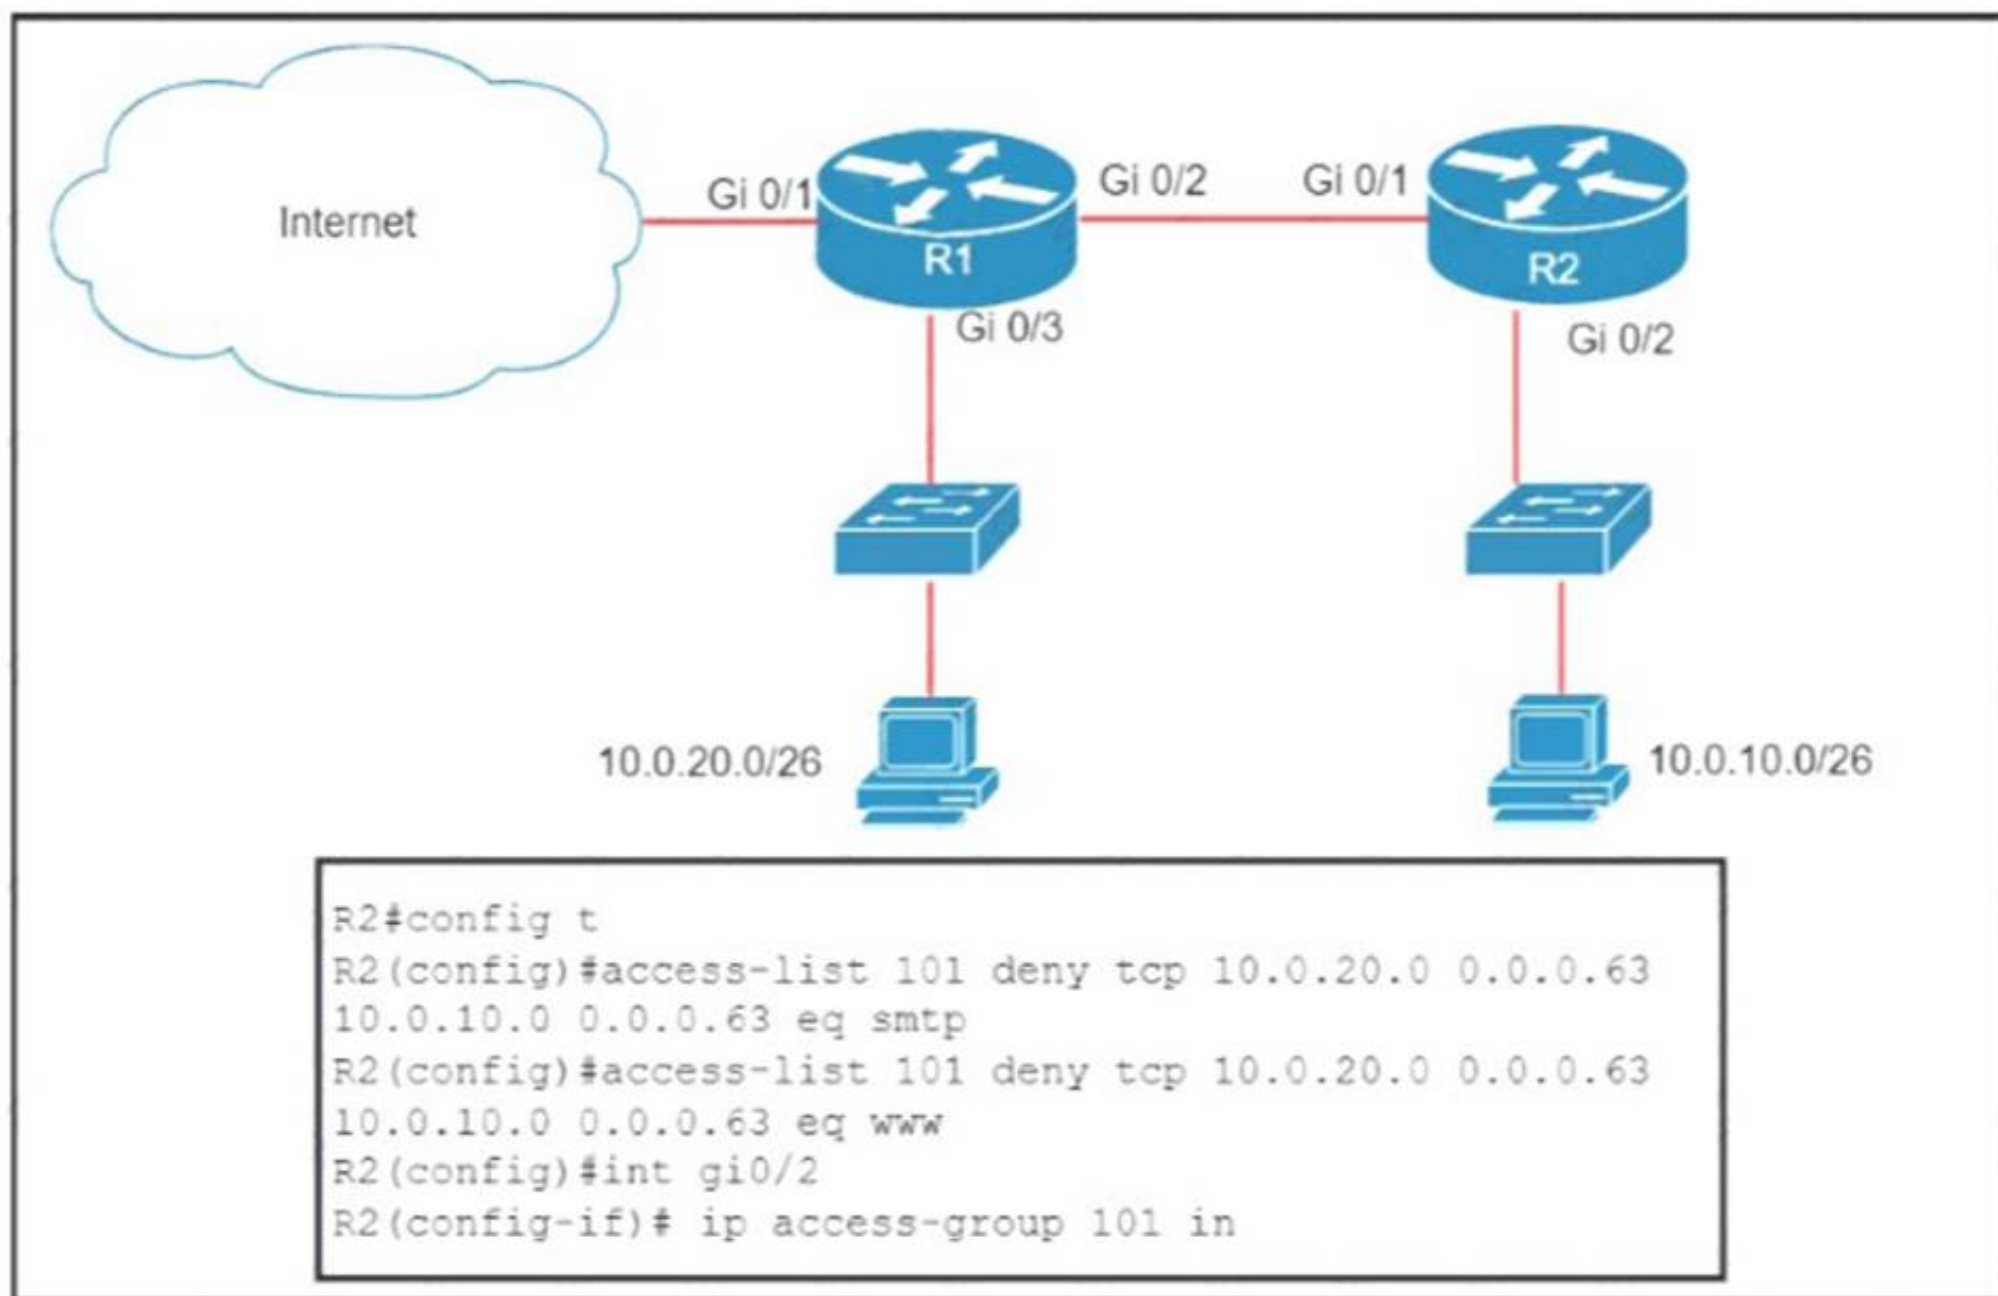 Internet
Gi 0/1
R1
Gi 0/2
Gi 0/1
R2
Gi 0/3
Gi 0/2
10.0.20.0/26
10.0.10.0/26
R2#config t
R2(config)#access-list 101 deny tcp 10.0.20.0 0.0.0.63
10.0.10.0 0.0.0.63 eq smtp
R2(config)#access-list 101 deny tcp 10.0.20.0 0.0.0.63
10.0.10.0 0.0.0.63 eq www
R2(config)#int gi0/2
R2(config-if)# ip access-group 101 in